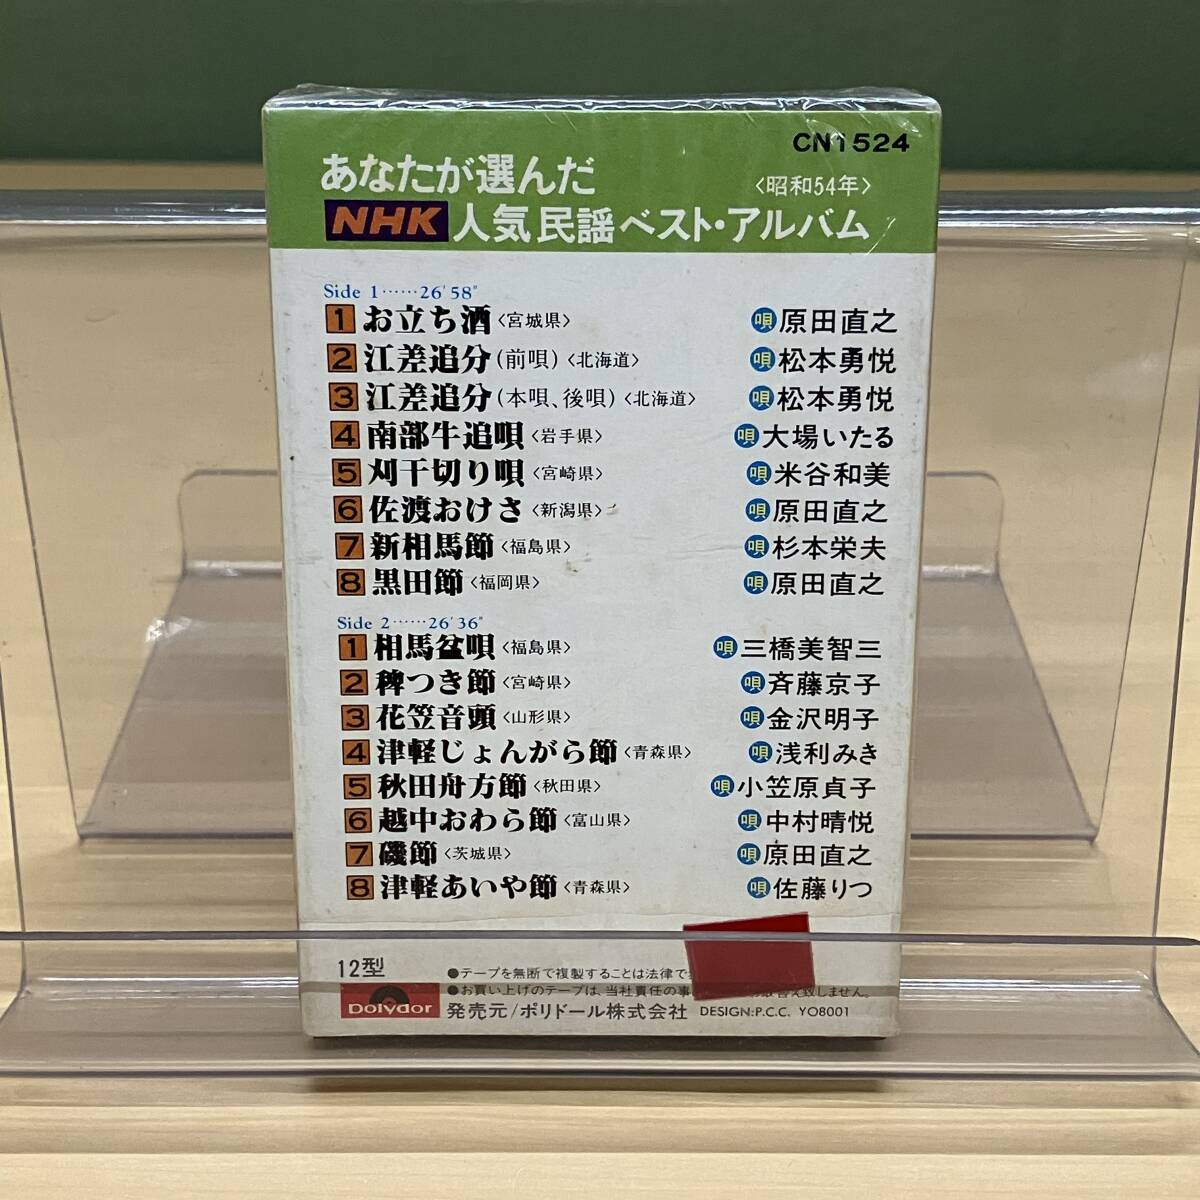 CN1524
あなたが選んだ
〈昭和54年〉
NHK 人気民謡ベスト・アルバム
Side 1……26'58"
1 お立ち酒〈宮城県〉 唄 原田直之
2 江差追分(前唄)〈北海道〉 唄 松本勇悦
3 江差追分(本唄、後唄)〈北海道〉 唄 松本勇悦
4 南部牛追唄〈岩手県〉 唄 大場いたる
5 刈干切り唄〈宮崎県〉 唄 米谷和美
6 佐渡おけさ〈新潟県〉 唄 原田直之
7 新相馬節〈福島県〉 唄 杉本栄夫
8 黒田節〈福岡県〉 唄 原田直之
Side 2……26'36"
1 相馬盆唄〈福島県〉 唄 三橋美智三
2 稗つき節〈宮崎県〉 唄 斉藤京子
3 花笠音頭〈山形県〉 唄 金沢明子
4 津軽じょんがら節〈青森県〉 唄 浅利みき
5 秋田舟方節〈秋田県〉 唄 小笠原貞子
6 越中おわら節〈富山県〉 唄 中村晴悦
7 磯節〈茨城県〉 唄 原田直之
8 津軽あいや節〈青森県〉 唄 佐藤りつ
12型
●テープを無断で複製することは法律で
●お買い上げのテープは、当社責任の事 取替え致しません。
Polydor 発売元/ポリドール株式会社 DESIGN:P.C.C. YO8001